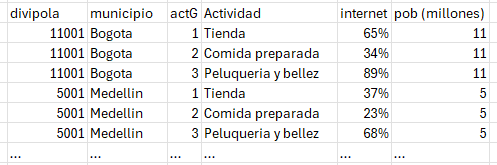 divipola municipio actG Actividad internet pob (millones)
11001 Bogota 1 Tienda 65% 11
11001 Bogota 2 Comida preparada 34% 11
11001 Bogota 3 Peluqueria y bellez 89% 11
5001 Medellin 1 Tienda 37% 5
5001 Medellin 2 Comida preparada 23% 5
5001 Medellin 3 Peluqueria y bellez 68% 5
... ... ... ... ... ...